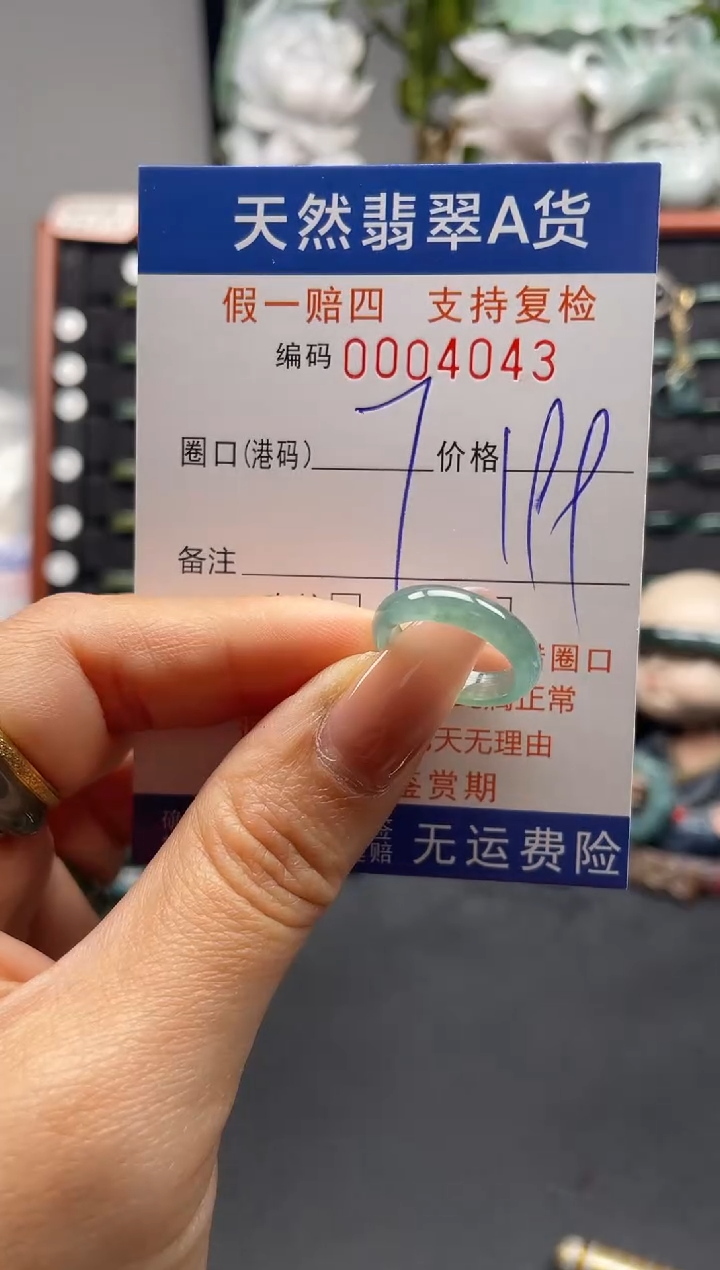 天然翡翠A货
假一赔四 支持复检
编码 0004043
圈口(港码) 7 价格 199
备注
圈口
正常
天无理由
鉴赏期
无运费险